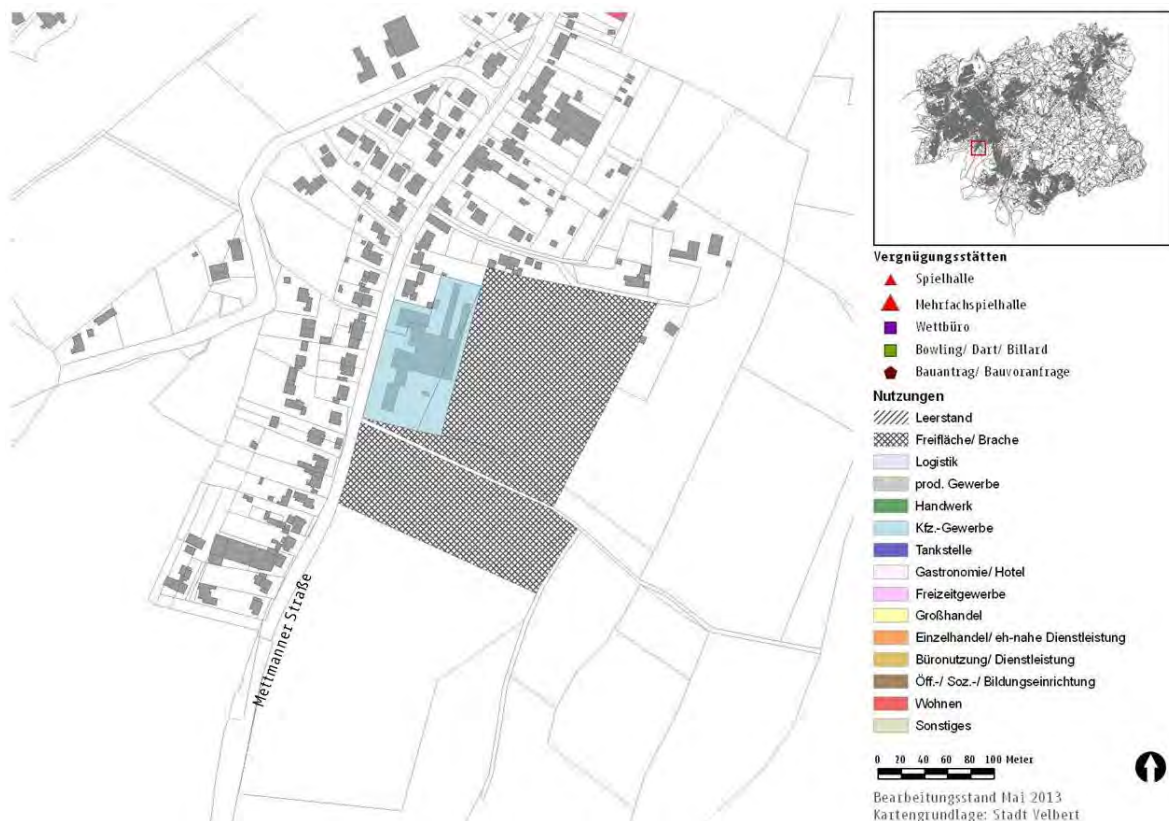 Mettmanner Straße
Vergnügungsstätten
Spielhalle
Mehrfachspielhalle
Wettbüro
Bowling/ Dart/ Billard
Bauantrag/ Bauvoranfrage
Nutzungen
Leerstand
Freifläche/ Brache
Logistik
prod. Gewerbe
Handwerk
Kfz.-Gewerbe
Tankstelle
Gastronomie/ Hotel
Freizeitgewerbe
Großhandel
Einzelhandel/ eh-nahe Dienstleistung
Büronutzung/ Dienstleistung
Öff.-/ Soz.-/ Bildungseinrichtung
Wohnen
Sonstiges
0 20 40 60 80 100 Meter
Bearbeitungsstand Mai 2013
Kartengrundlage: Stadt Velbert